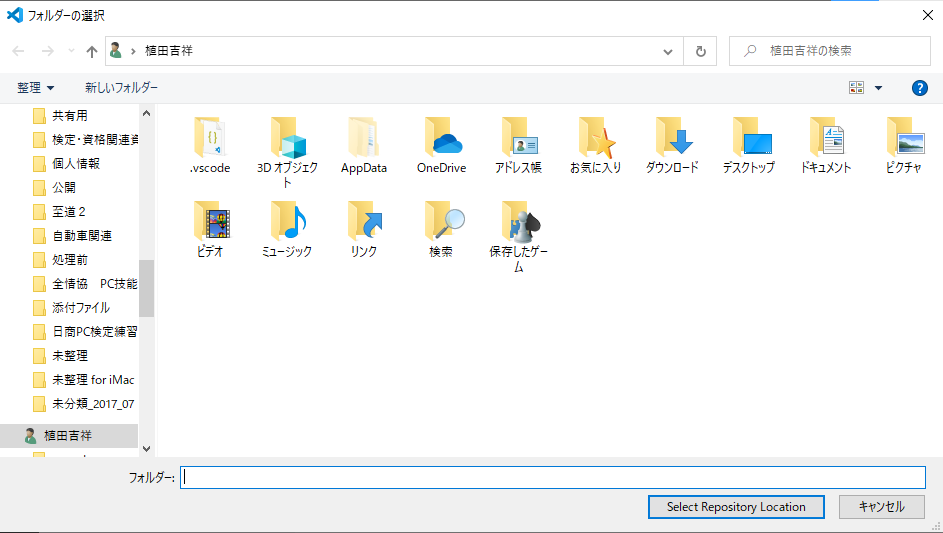 フォルダーの選択
植田吉祥
植田吉祥の検索
整理
新しいフォルダー
共有用
検定・資格関連資
個人情報
公開
至道２
自動車関連
処理前
全情協　PC技能
添付ファイル
日商PC検定練習
未整理
未整理 for iMac
未分類_2017_07
植田吉祥
.vscode
3D オブジェク
ト
AppData
OneDrive
アドレス帳
お気に入り
ダウンロード
デスクトップ
ドキュメント
ピクチャ
ビデオ
ミュージック
リンク
検索
保存したゲー
ム
フォルダー:
Select Repository Location
キャンセル